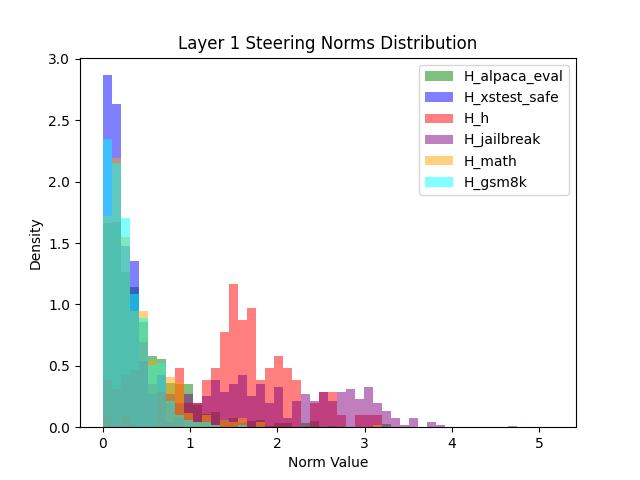 Layer 1 Steering Norms Distribution
3.0
2.5
2.0
1.5
1.0
0.5
0.0
Density
H_alpaca_eval
H_xstest_safe
H_h
H_jailbreak
H_math
H_gsm8k
0 1 2 3 4 5
Norm Value